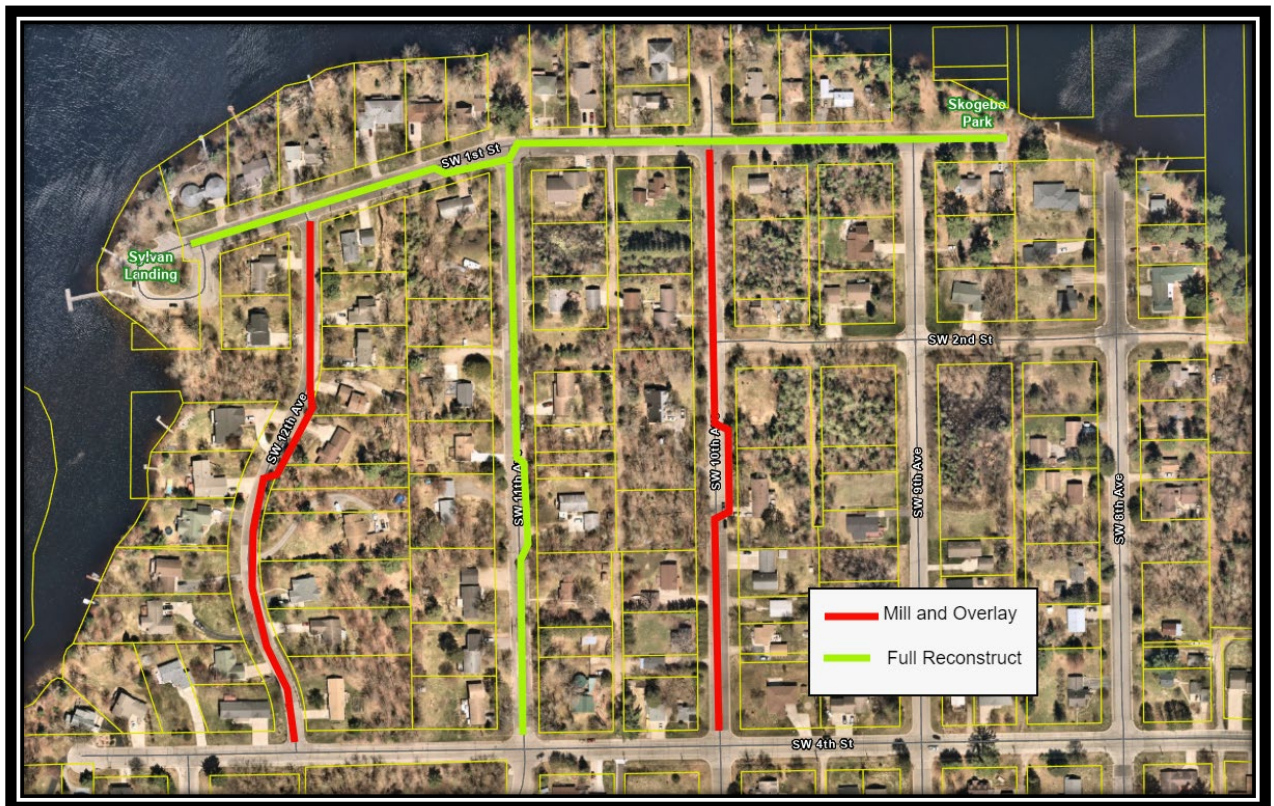 Skogebo
Park
SW 1st St
Sylvan
Landing
SW 2nd St
SW 12th Ave
SW 10th A
SW 11th Ave
SW 9th Ave
SW 8th Ave
Mill and Overlay
Full Reconstruct
SW 4th St